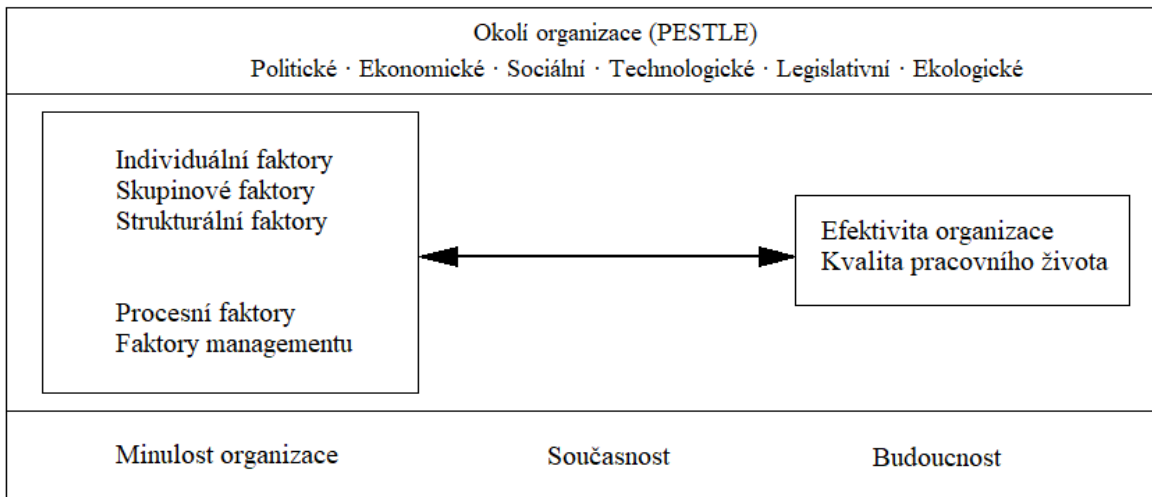 Okolí organizace (PESTLE)
Politické · Ekonomické · Sociální · Technologické · Legislativní · Ekologické
Individuální faktory
Skupinové faktory
Strukturální faktory
Procesní faktory
Faktory managementu
Efektivita organizace
Kvalita pracovního života
Minulost organizace
Současnost
Budoucnost